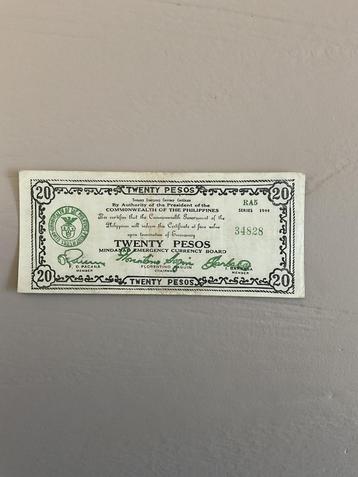 20 TWENTY PESOS 20
Treasury Emergency Currency Certificate
By Authority of the President of the
COMMONWEALTH OF THE PHILIPPINES
RA5
SERIES 1944
This certifies that the Commonwealth Government of the
Philippines will redeem this Certificate at face value
upon termination of Emergency
34828
TWENTY PESOS
MINDANAO EMERGENCY CURRENCY BOARD
D. PACANA
MEMBER
FLORENTINO SAGUIN
CHAIRMAN
MEMBER
20 TWENTY PESOS 20